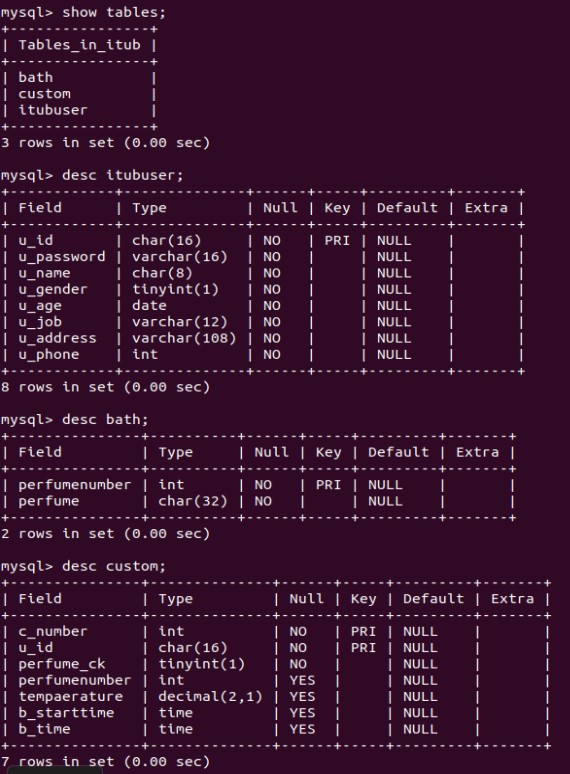 mysql> show tables;
+----------------+
| Tables_in_itub |
+----------------+
| bath           |
| custom         |
| itubuser       |
+----------------+
3 rows in set (0.00 sec)
mysql> desc itubuser;
+------------+--------------+------+-----+---------+-------+
| Field      | Type         | Null | Key | Default | Extra |
+------------+--------------+------+-----+---------+-------+
| u_id       | char(16)     | NO   | PRI | NULL    |       |
| u_password | varchar(16)  | NO   |     | NULL    |       |
| u_name     | char(8)      | NO   |     | NULL    |       |
| u_gender   | tinyint(1)   | NO   |     | NULL    |       |
| u_age      | date         | NO   |     | NULL    |       |
| u_job      | varchar(12)  | NO   |     | NULL    |       |
| u_address  | varchar(108) | NO   |     | NULL    |       |
| u_phone    | int          | NO   |     | NULL    |       |
+------------+--------------+------+-----+---------+-------+
8 rows in set (0.00 sec)
mysql> desc bath;
+---------------+----------+------+-----+---------+-------+
| Field         | Type     | Null | Key | Default | Extra |
+---------------+----------+------+-----+---------+-------+
| perfumenumber | int      | NO   | PRI | NULL    |       |
| perfume       | char(32) | NO   |     | NULL    |       |
+---------------+----------+------+-----+---------+-------+
2 rows in set (0.00 sec)
mysql> desc custom;
+---------------+--------------+------+-----+---------+-------+
| Field         | Type         | Null | Key | Default | Extra |
+---------------+--------------+------+-----+---------+-------+
| c_number      | int          | NO   | PRI | NULL    |       |
| u_id          | char(16)     | NO   | PRI | NULL    |       |
| perfume_ck    | tinyint(1)   | NO   |     | NULL    |       |
| perfumenumber | int          | YES  |     | NULL    |       |
| tempaerature  | decimal(2,1) | YES  |     | NULL    |       |
| b_starttime   | time         | YES  |     | NULL    |       |
| b_time        | time         | YES  |     | NULL    |       |
+---------------+--------------+------+-----+---------+-------+
7 rows in set (0.00 sec)